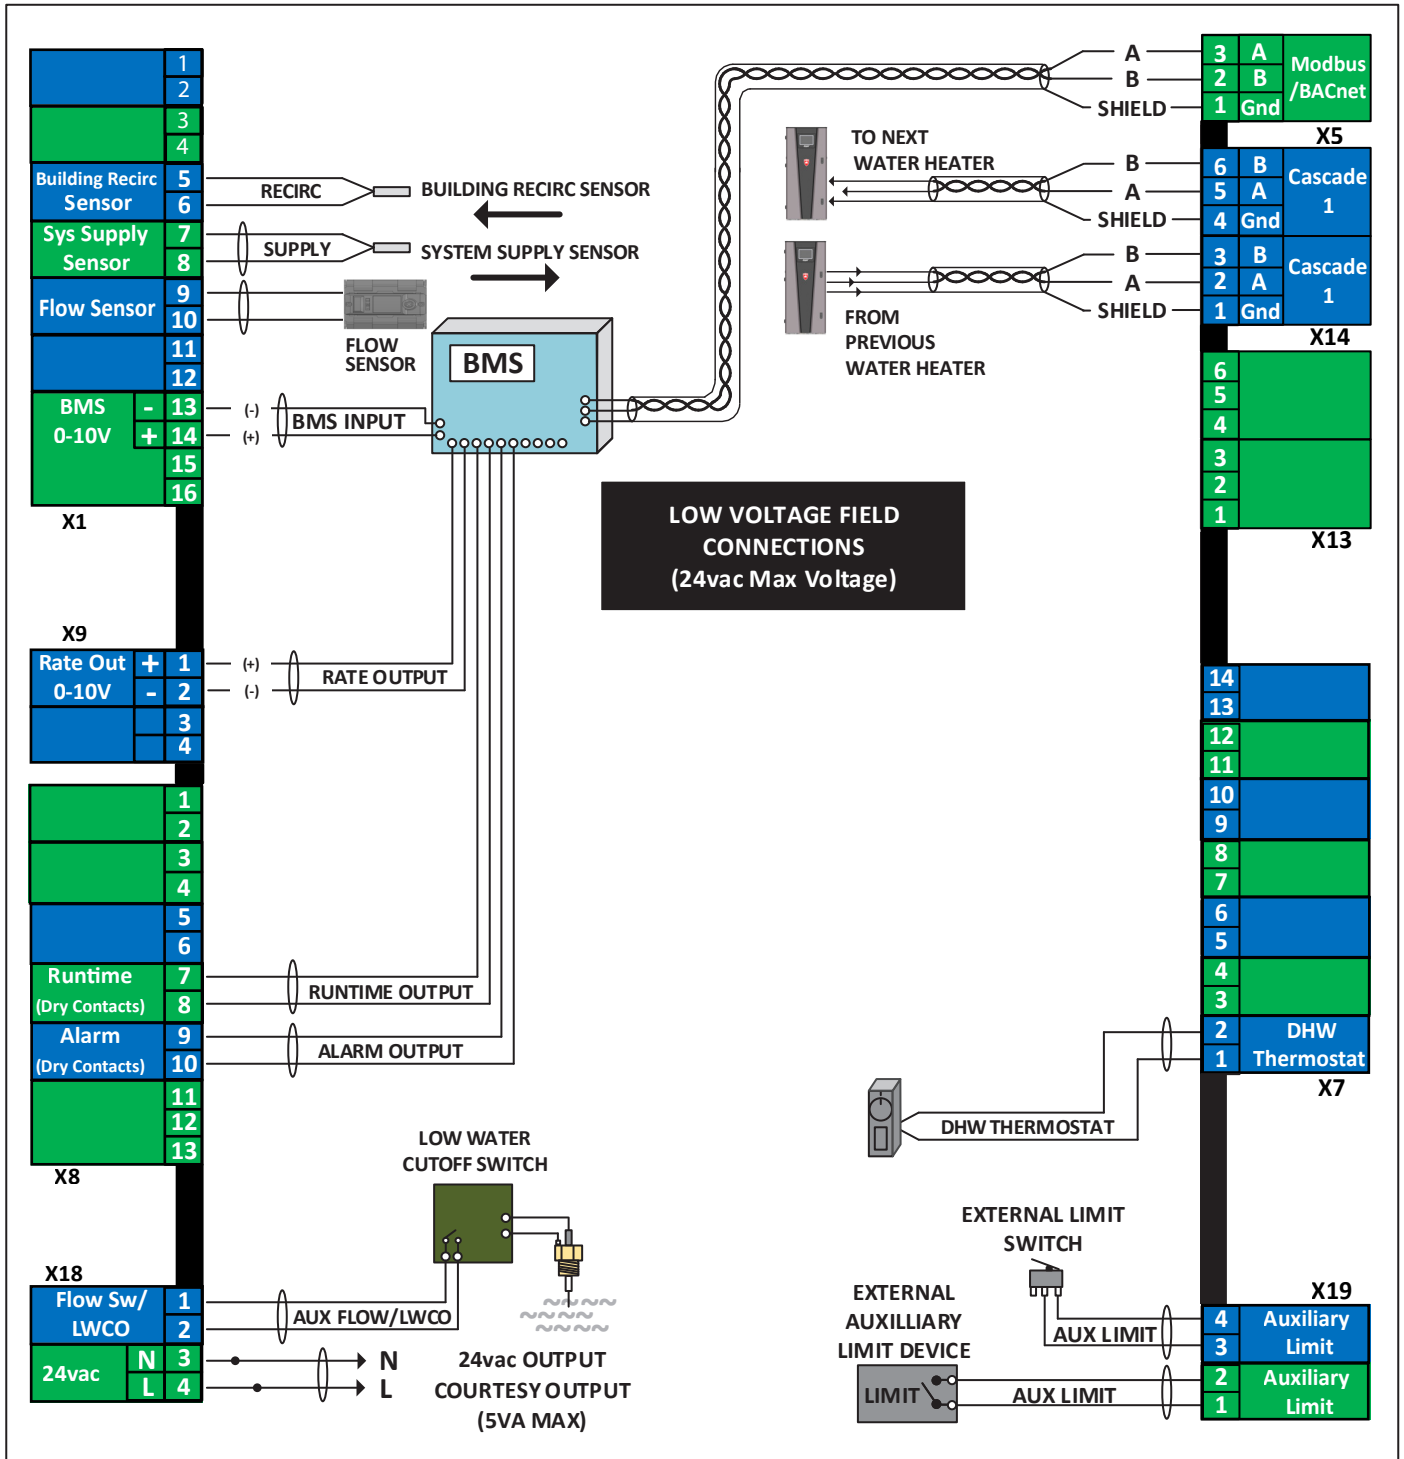 1
2
3
4
Building Recirc 5
Sensor 6
RECIRC
BUILDING RECIRC SENSOR
Sys Supply 7
Sensor 8
SUPPLY
SYSTEM SUPPLY SENSOR
Flow Sensor
9
10
FLOW
SENSOR
11
12
BMS - 13 (-)
0-10V + 14 (+)
BMS INPUT
15
16
X1
BMS
X9
Rate Out + 1 (+)
0-10V - 2 (-)
RATE OUTPUT
3
4
1
2
3
4
5
6
Runtime 7
(Dry Contacts) 8
RUNTIME OUTPUT
Alarm 9
(Dry Contacts) 10
ALARM OUTPUT
11
12
13
X8
LOW WATER
CUTOFF SWITCH
X18
Flow Sw/ 1
LWCO 2
AUX FLOW/LWCO
24vac
N 3
L 4
N
L
24vac OUTPUT
COURTESY OUTPUT
(5VA MAX)
LOW VOLTAGE FIELD
CONNECTIONS
(24vac Max Voltage)
A 3 A
B 2 B
SHIELD 1 Gnd
Modbus
/BACnet
X5
TO NEXT
WATER HEATER
B 6 B
A 5 A
SHIELD 4 Gnd
Cascade
1
FROM
PREVIOUS
WATER HEATER
B 3 B
A 2 A
SHIELD 1 Gnd
Cascade
1
X14
6
5
4
3
2
1
X13
14
13
12
11
10
9
8
7
6
5
4
3
2 DHW
1 Thermostat
X7
DHW THERMOSTAT
EXTERNAL LIMIT
SWITCH
X19
4 Auxiliary
3 Limit
AUX LIMIT
EXTERNAL
AUXILLIARY
LIMIT DEVICE
LIMIT
AUX LIMIT
2 Auxiliary
1 Limit